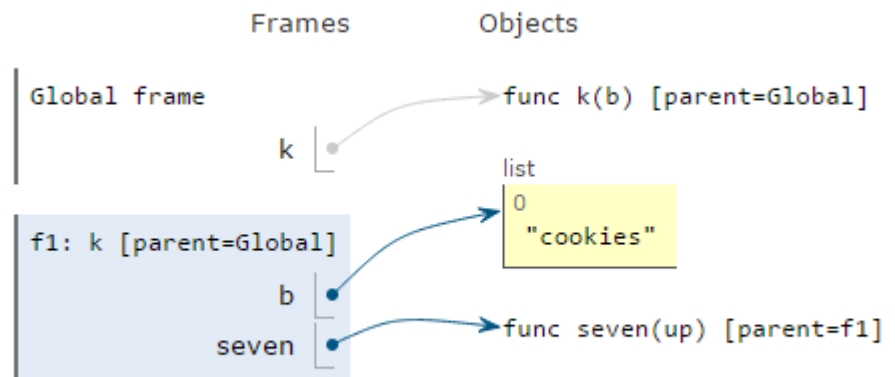 Frames Objects
Global frame
func k(b) [parent=Global]
k
list
0
"cookies"
f1: k [parent=Global]
b
seven
func seven(up) [parent=f1]